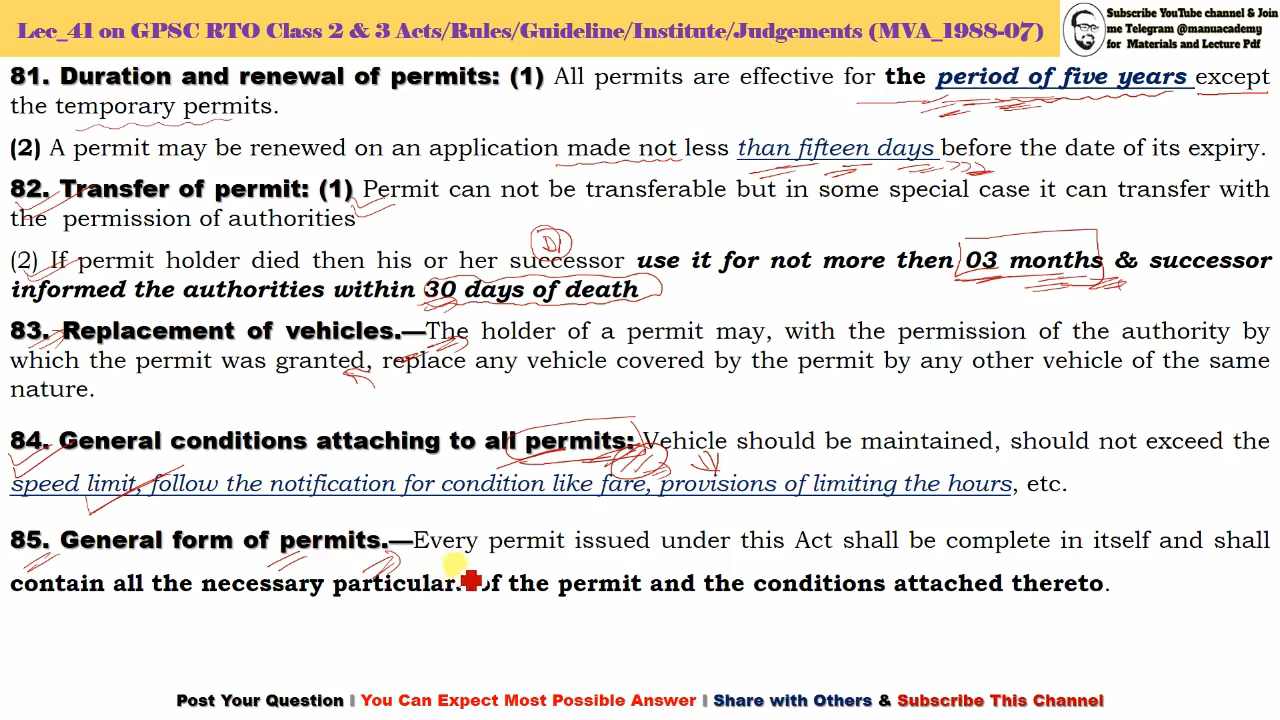 Lec_41 on GPSC RTO Class 2 & 3 Acts/Rules/Guideline/Institute/Judgements (MVA_1988-07)
Subscribe YouTube channel & Join
me Telegram @manuacademy
for Materials and Lecture Pdf
81. Duration and renewal of permits: (1) All permits are effective for the period of five years except
the temporary permits.
(2) A permit may be renewed on an application made not less than fifteen days before the date of its expiry.
82. Transfer of permit: (1) Permit can not be transferable but in some special case it can transfer with
the permission of authorities
(2) If permit holder died then his or her successor use it for not more then 03 months & successor
informed the authorities within 30 days of death
83. Replacement of vehicles.—The holder of a permit may, with the permission of the authority by
which the permit was granted, replace any vehicle covered by the permit by any other vehicle of the same
nature.
84. General conditions attaching to all permits: Vehicle should be maintained, should not exceed the
speed limit, follow the notification for condition like fare, provisions of limiting the hours, etc.
85. General form of permits.—Every permit issued under this Act shall be complete in itself and shall
contain all the necessary particular of the permit and the conditions attached thereto.
Post Your Question | You Can Expect Most Possible Answer | Share with Others & Subscribe This Channel